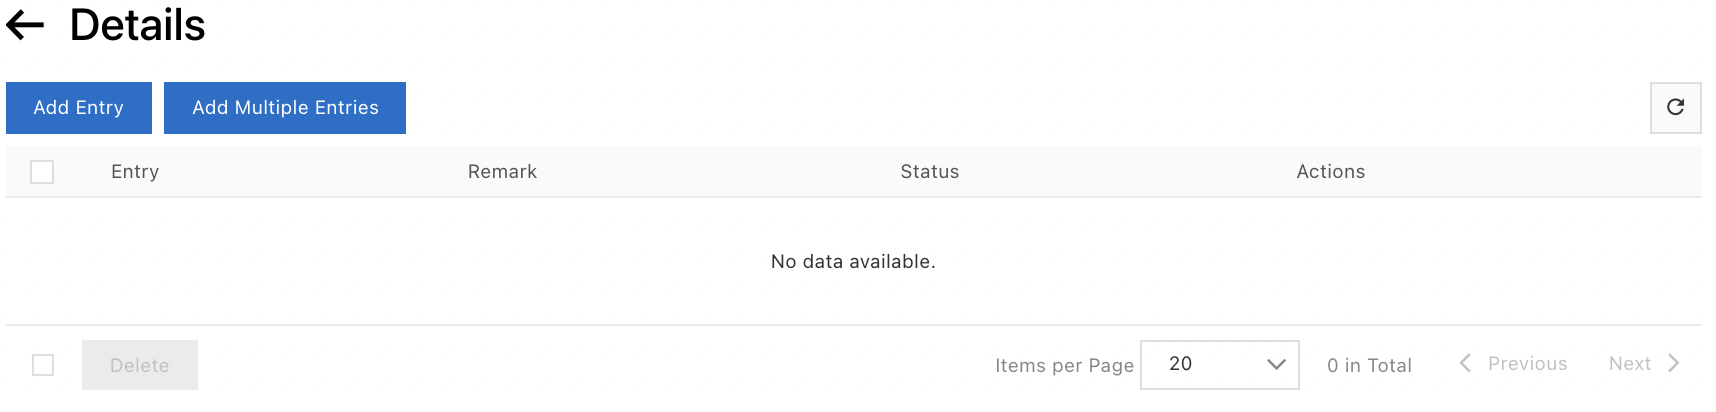 Details
Add Entry Add Multiple Entries
Entry Remark Status Actions
No data available.
Delete Items per Page 20 0 in Total Previous Next